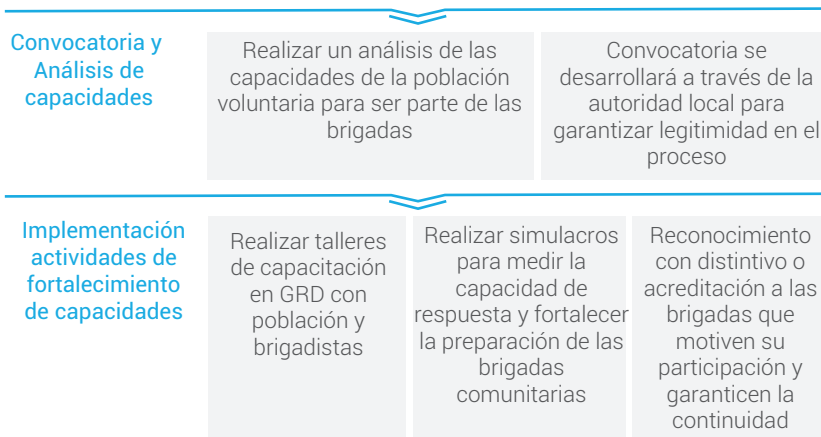 Convocatoria y
Análisis de
capacidades
Realizar un análisis de las
capacidades de la población
voluntaria para ser parte de las
brigadas
Convocatoria se
desarrollará a través de la
autoridad local para
garantizar legitimidad en el
proceso
Implementación
actividades de
fortalecimiento
de capacidades
Realizar talleres
de capacitación
en GRD con
población y
brigadistas
Realizar simulacros
para medir la
capacidad de
respuesta y fortalecer
la preparación de las
brigadas
comunitarias
Reconocimiento
con distintivo o
acreditación a las
brigadas que
motiven su
participación y
garanticen la
continuidad